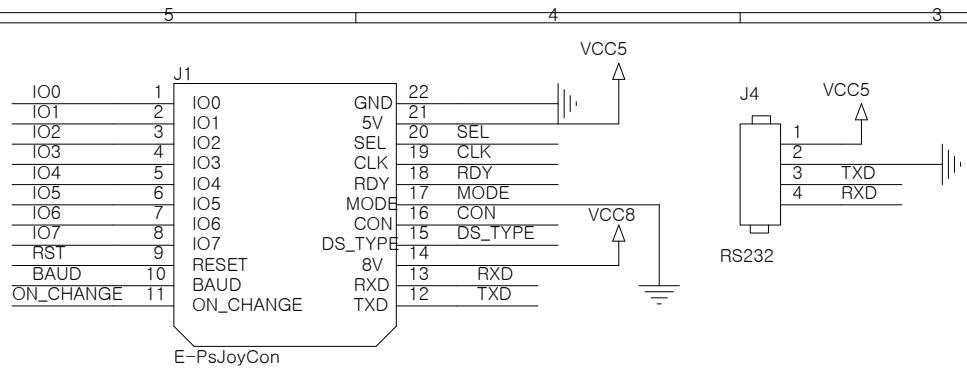 5 4 3
VCC5
J1
IO0 1 IO0 GND 22
IO1 2 IO1 5V 21
IO2 3 IO2 SEL 20 SEL
IO3 4 IO3 CLK 19 CLK
IO4 5 IO4 RDY 18 RDY
IO5 6 IO5 MODE 17 MODE
IO6 7 IO6 CON 16 CON
IO7 8 IO7 DS_TYPE 15 DS_TYPE
RST 9 RESET 8V 14
BAUD 10 BAUD RXD 13 RXD
ON_CHANGE 11 ON_CHANGE TXD 12 TXD
E-PsJoyCon
VCC8
J4
VCC5
1
2
3 TXD
4 RXD
RS232